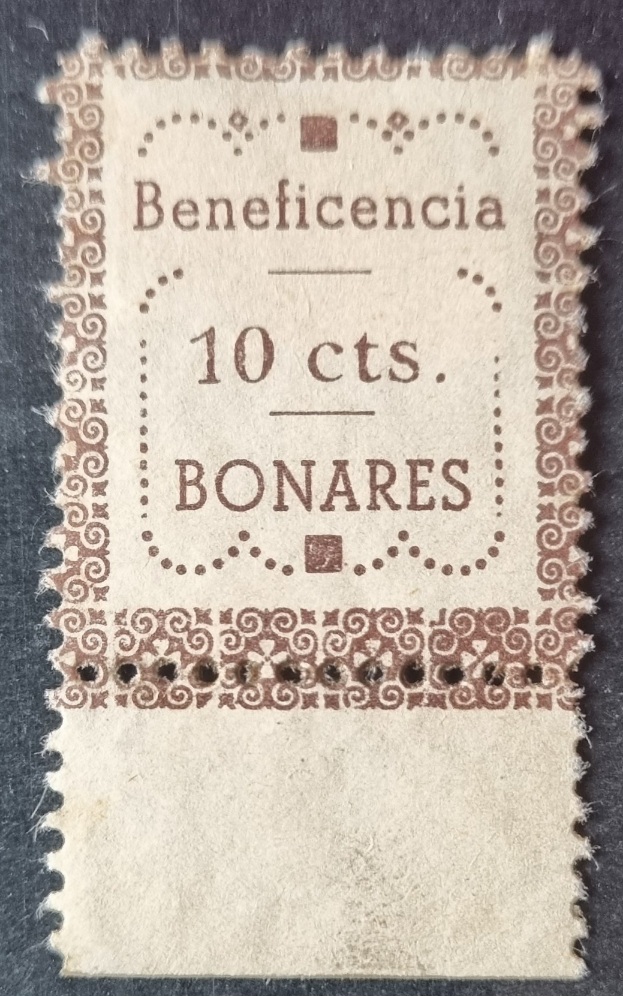 Beneficencia
10 cts.
BONARES